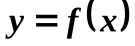 y = f(x)